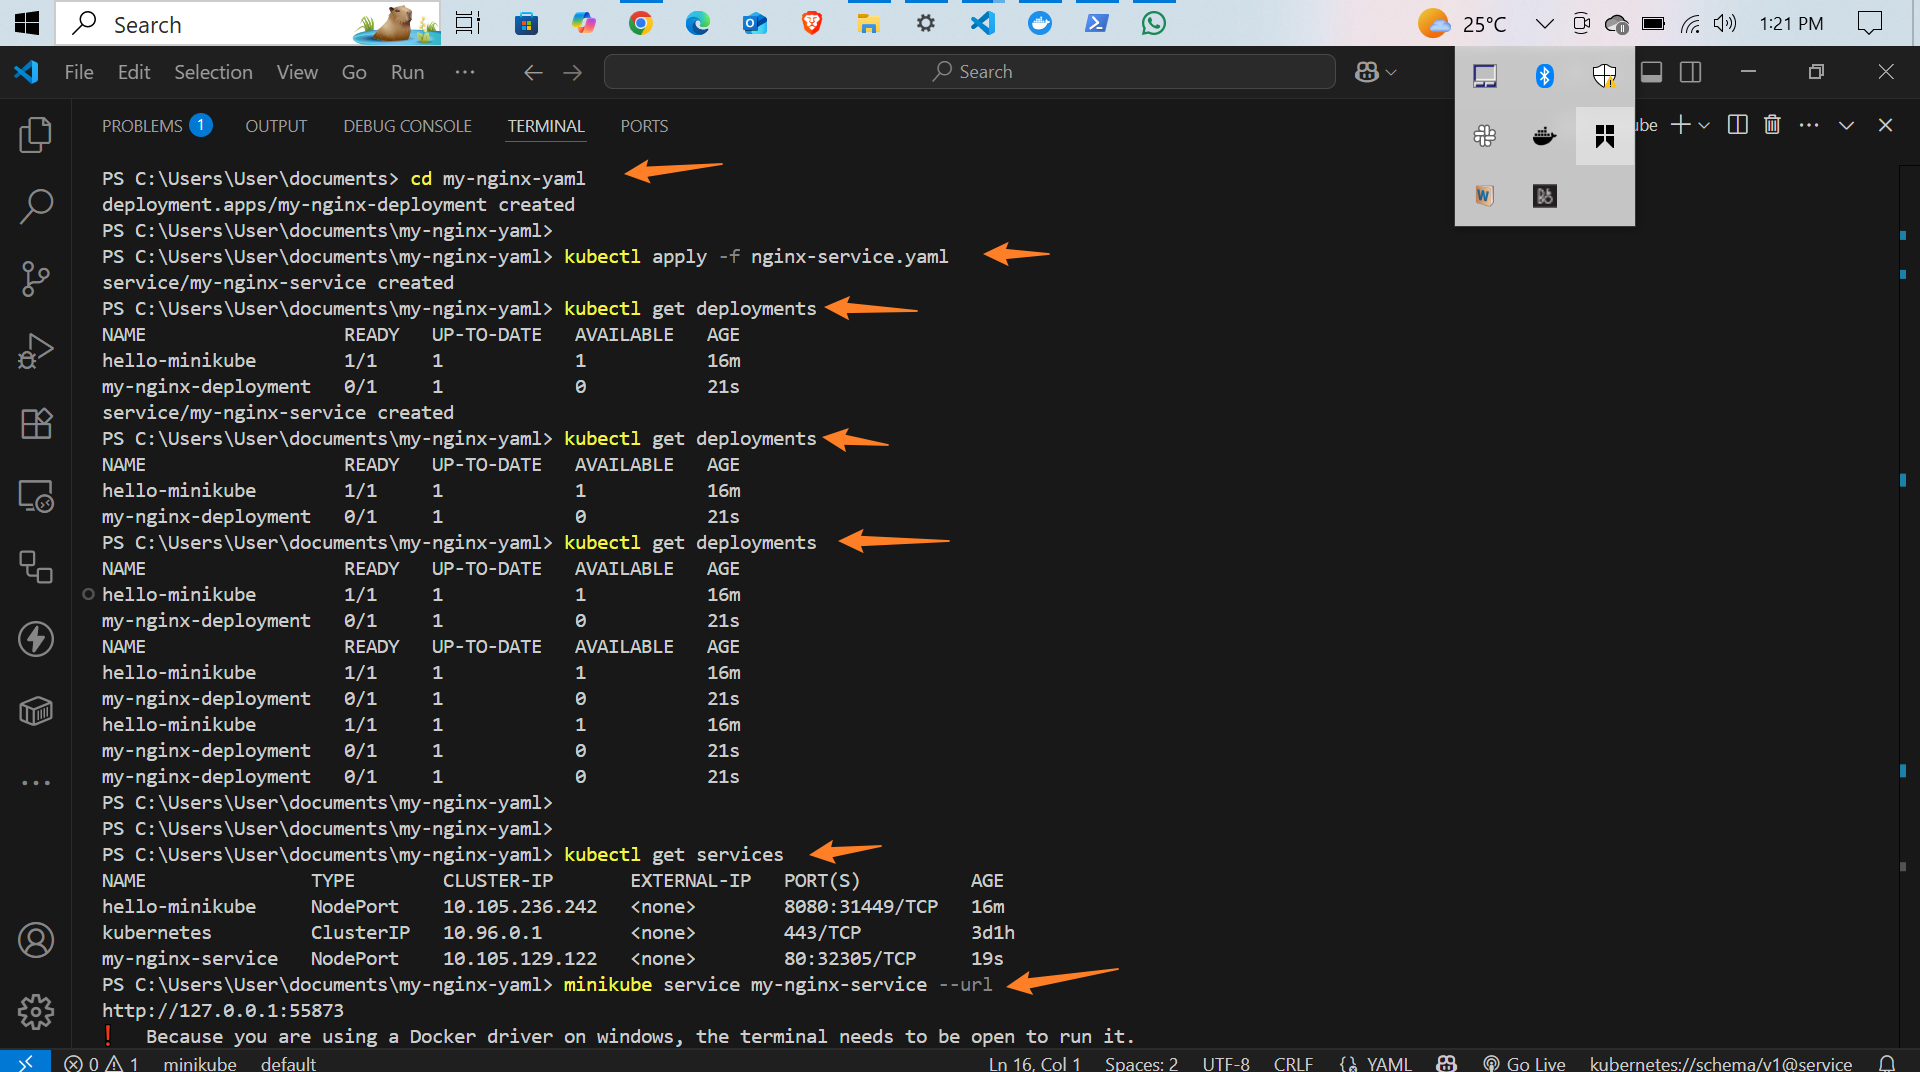 Search
25°C
1:21 PM
File Edit Selection View Go Run ···
Search
PROBLEMS 1 OUTPUT DEBUG CONSOLE TERMINAL PORTS
PS C:\Users\User\documents> cd my-nginx-yaml
deployment.apps/my-nginx-deployment created
PS C:\Users\User\documents\my-nginx-yaml>
PS C:\Users\User\documents\my-nginx-yaml> kubectl apply -f nginx-service.yaml
service/my-nginx-service created
PS C:\Users\User\documents\my-nginx-yaml> kubectl get deployments
NAME READY UP-TO-DATE AVAILABLE AGE
hello-minikube 1/1 1 1 16m
my-nginx-deployment 0/1 1 0 21s
service/my-nginx-service created
PS C:\Users\User\documents\my-nginx-yaml> kubectl get deployments
NAME READY UP-TO-DATE AVAILABLE AGE
hello-minikube 1/1 1 1 16m
my-nginx-deployment 0/1 1 0 21s
PS C:\Users\User\documents\my-nginx-yaml> kubectl get deployments
NAME READY UP-TO-DATE AVAILABLE AGE
hello-minikube 1/1 1 1 16m
my-nginx-deployment 0/1 1 0 21s
NAME READY UP-TO-DATE AVAILABLE AGE
hello-minikube 1/1 1 1 16m
my-nginx-deployment 0/1 1 0 21s
hello-minikube 1/1 1 1 16m
my-nginx-deployment 0/1 1 0 21s
my-nginx-deployment 0/1 1 0 21s
PS C:\Users\User\documents\my-nginx-yaml>
PS C:\Users\User\documents\my-nginx-yaml>
PS C:\Users\User\documents\my-nginx-yaml> kubectl get services
NAME TYPE CLUSTER-IP EXTERNAL-IP PORT(S) AGE
hello-minikube NodePort 10.105.236.242 <none> 8080:31449/TCP 16m
kubernetes ClusterIP 10.96.0.1 <none> 443/TCP 3d1h
my-nginx-service NodePort 10.105.129.122 <none> 80:32305/TCP 19s
PS C:\Users\User\documents\my-nginx-yaml> minikube service my-nginx-service --url
http://127.0.0.1:55873
! Because you are using a Docker driver on windows, the terminal needs to be open to run it.
0 1 minikube default Ln 16, Col 1 Spaces: 2 UTF-8 CRLF {} YAML Go Live kubernetes://schema/v1@service